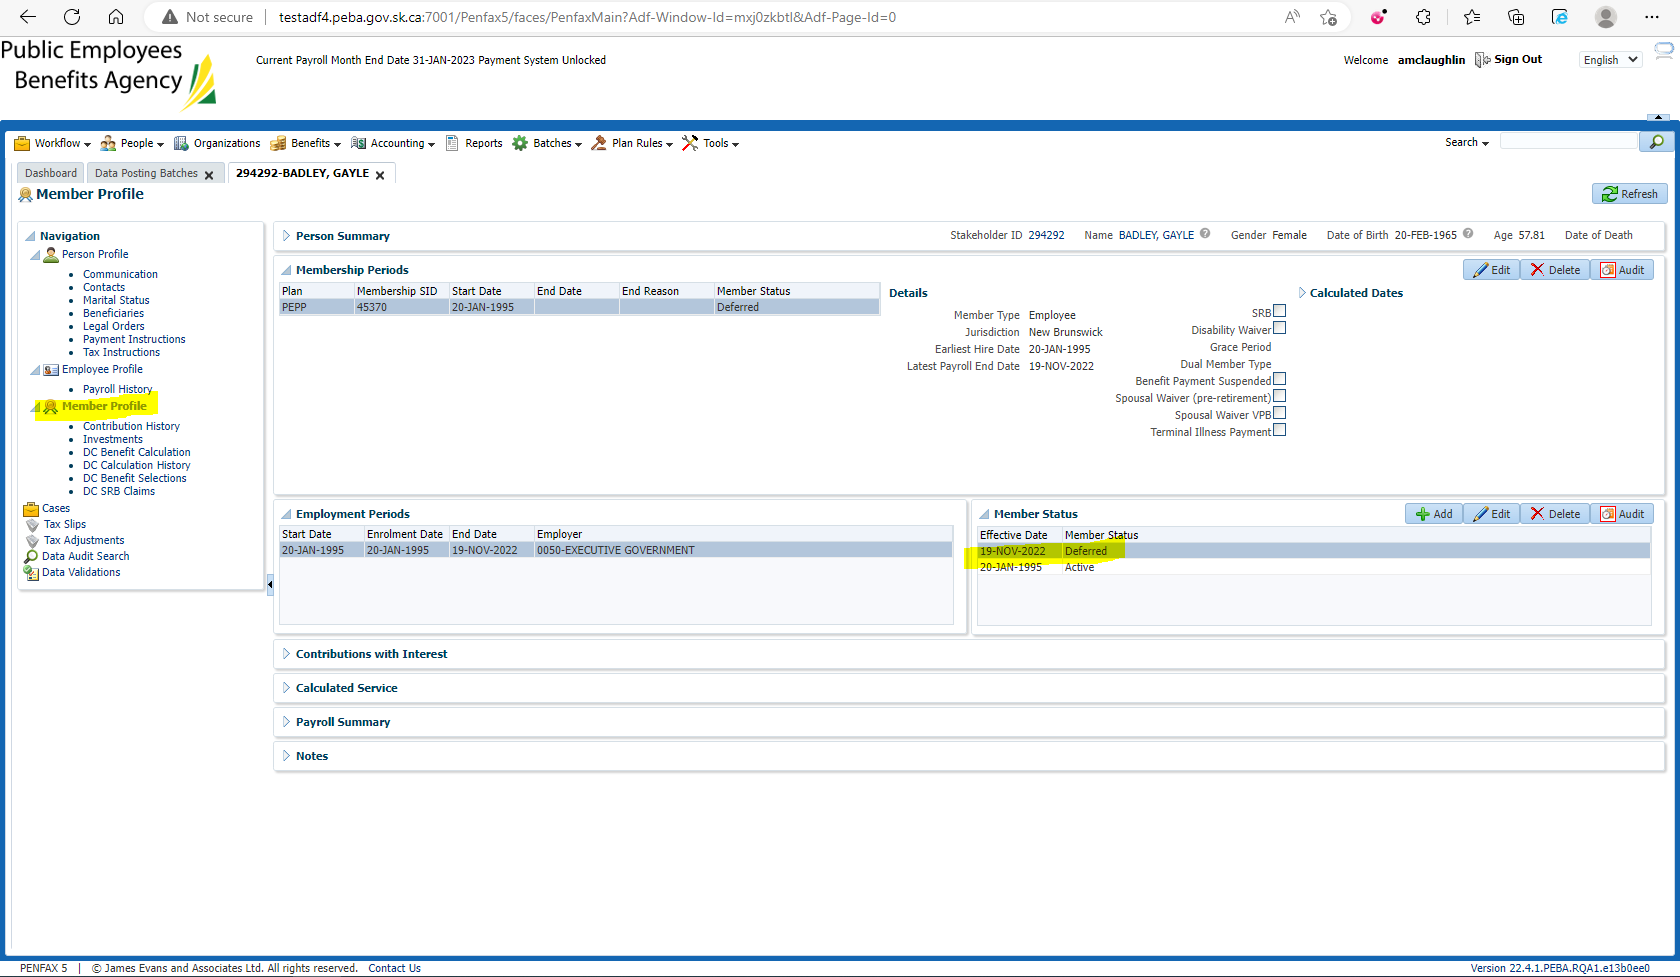 Not secure | testadf4.peba.gov.sk.ca:7001/Penfax5/faces/PenfaxMain?Adf-Window-Id=mxj0zkbtl&Adf-Page-Id=0
Public Employees
Benefits Agency
Current Payroll Month End Date 31-JAN-2023 Payment System Unlocked
Welcome amclaughlin Sign Out English
Workflow People Organizations Benefits Accounting Reports Batches Plan Rules Tools Search
Dashboard Data Posting Batches 294292-BADLEY, GAYLE
Member Profile
Refresh
Navigation
Person Profile
Communication
Contacts
Marital Status
Beneficiaries
Legal Orders
Payment Instructions
Tax Instructions
Employee Profile
Payroll History
Member Profile
Contribution History
Investments
DC Benefit Calculation
DC Calculation History
DC Benefit Selections
DC SRB Claims
Cases
Tax Slips
Tax Adjustments
Data Audit Search
Data Validations
Person Summary Stakeholder ID 294292 Name BADLEY, GAYLE Gender Female Date of Birth 20-FEB-1965 Age 57.81 Date of Death
Membership Periods Edit Delete Audit
Plan Membership SID Start Date End Date End Reason Member Status
PEPP 45370 20-JAN-1995 Deferred
Details
Member Type Employee
Jurisdiction New Brunswick
Earliest Hire Date 20-JAN-1995
Latest Payroll End Date 19-NOV-2022
SRB
Disability Waiver
Grace Period
Dual Member Type
Benefit Payment Suspended
Spousal Waiver (pre-retirement)
Spousal Waiver VPB
Terminal Illness Payment
Calculated Dates
Employment Periods
Start Date Enrolment Date End Date Employer
20-JAN-1995 20-JAN-1995 19-NOV-2022 0050-EXECUTIVE GOVERNMENT
Member Status Add Edit Delete Audit
Effective Date Member Status
19-NOV-2022 Deferred
20-JAN-1995 Active
Contributions with Interest
Calculated Service
Payroll Summary
Notes
PENFAX 5 | © James Evans and Associates Ltd. All rights reserved. Contact Us Version 22.4.1.PEBA.RQA1.e13b0ee0